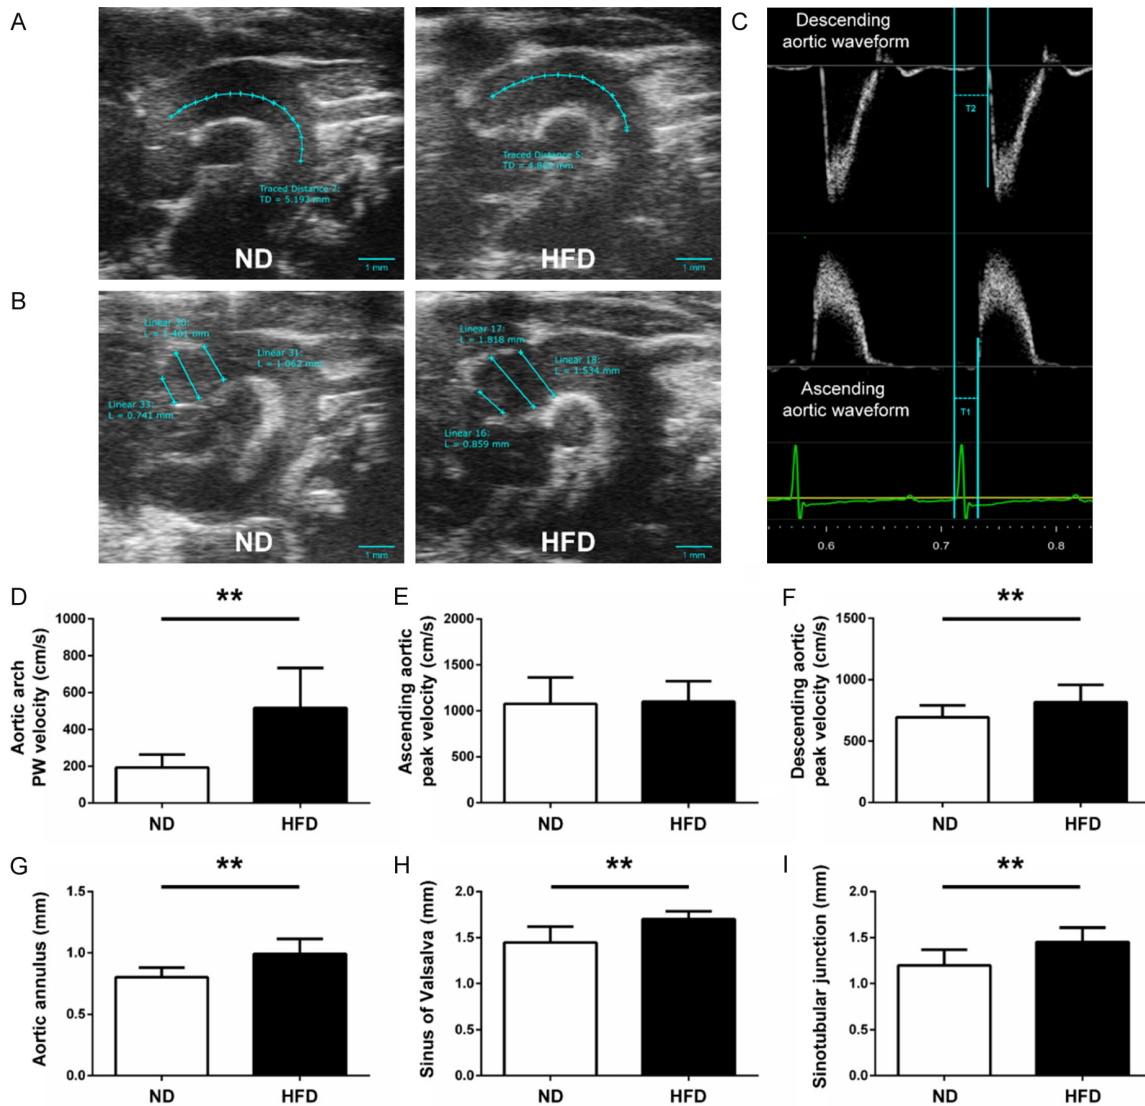 A
Traced Distance 7:
TD = 5.193 mm
ND
1 mm
Traced Distance 5:
HFD
1 mm
B
Linear 30:
L = 1.401 mm
Linear 31:
L = 1.062 mm
Linear 33:
L = 0.741 mm
ND
1 mm
Linear 17:
L = 1.818 mm
Linear 18:
L = 1.534 mm
Linear 16:
L = 0.859 mm
HFD
1 mm
C
Descending
aortic waveform
T2
Ascending
aortic waveform
T1
0.6 0.7 0.8
D
**
Aortic arch
PW velocity (cm/s)
1000
800
600
400
200
0
ND HFD
E
Ascending aortic
peak velocity (cm/s)
2000
1500
1000
500
0
ND HFD
F
**
Descending aortic
peak velocity (cm/s)
1500
1000
500
0
ND HFD
G
**
Aortic annulus (mm)
1.5
1.0
0.5
0.0
ND HFD
H
**
Sinus of Valsalva (mm)
2.0
1.5
1.0
0.5
0.0
ND HFD
I
**
Sinotubular junction (mm)
2.0
1.5
1.0
0.5
0.0
ND HFD